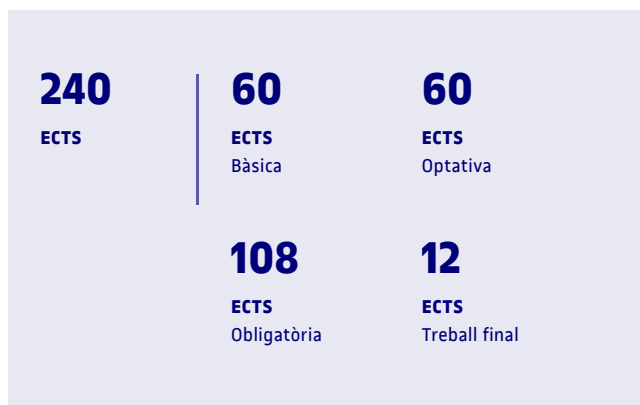 240
ECTS
60
ECTS
Bàsica
60
ECTS
Optativa
108
ECTS
Obligatòria
12
ECTS
Treball final